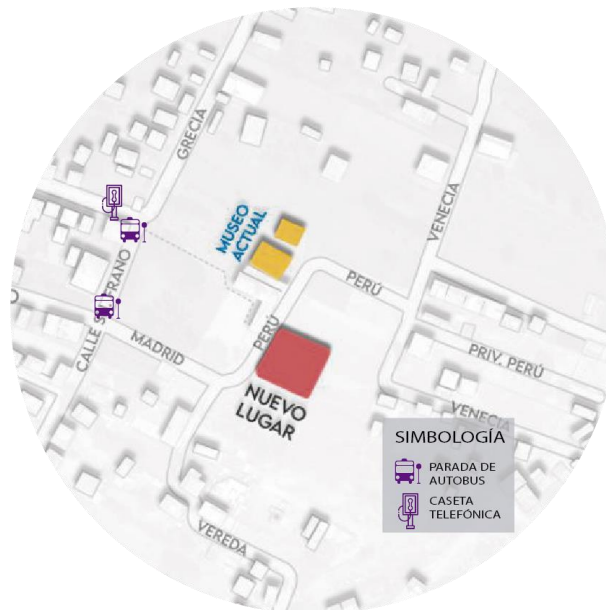 GRECIA
VENECIA
MUSEO
ACTUAL
PERÚ
CALLE
MADRID
PERÚ
PRIV. PERÚ
NUEVO
LUGAR
VENECIA
VEREDA
SIMBOLOGÍA
PARADA DE
AUTOBUS
CASETA
TELEFÓNICA